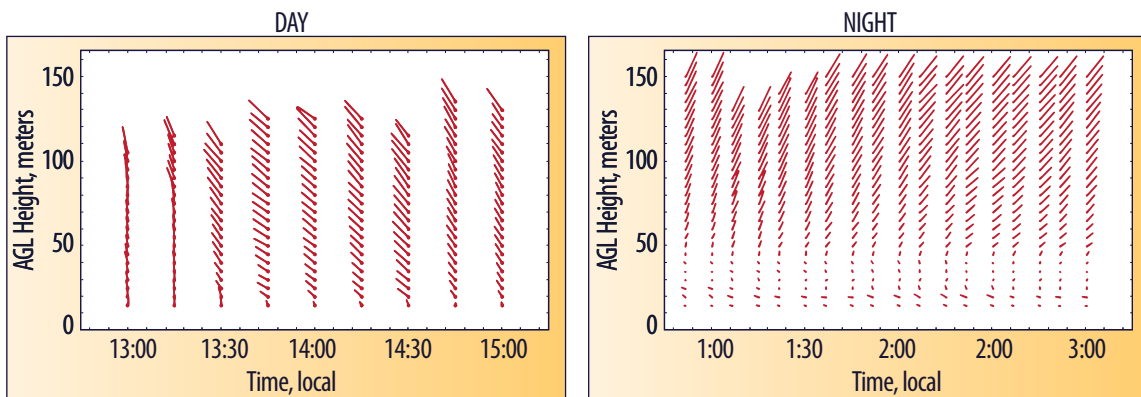 DAY
AGL Height, meters
150
100
50
0
13:00 13:30 14:00 14:30 15:00
Time, local
NIGHT
AGL Height, meters
150
100
50
0
1:00 1:30 2:00 2:00 3:00
Time, local